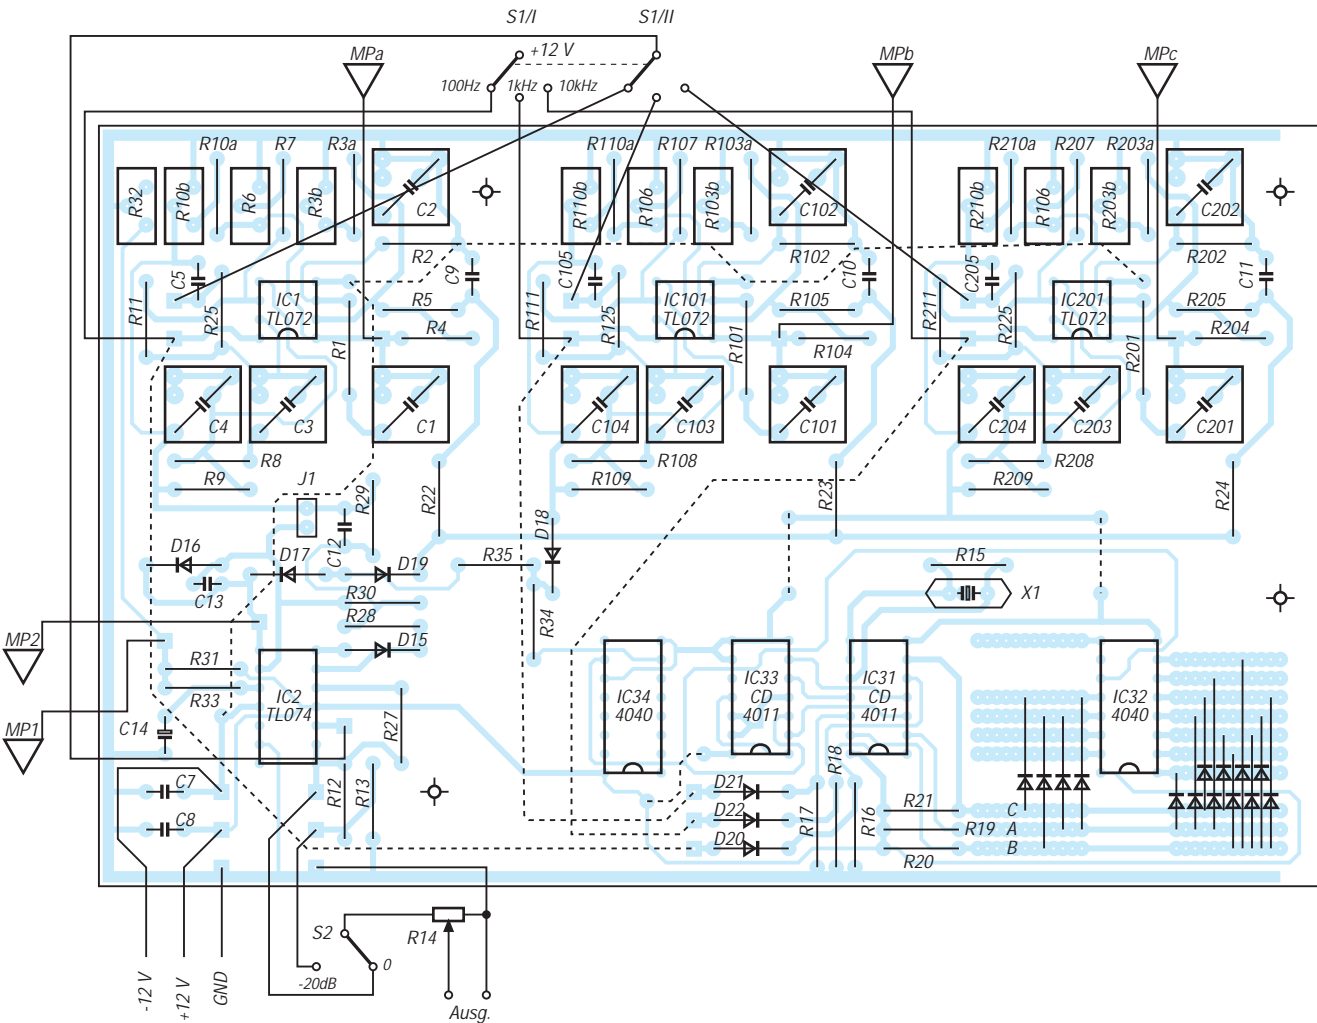 S1/I
S1/II
+12 V
MPa
MPb
MPc
100Hz
1kHz
10kHz
R10a
R7
R3a
R110a
R107
R103a
R210a
R207
R203a
R32
R10b
R6
R3b
C2
R110b
R106
R103b
C102
R210b
R106
R203b
C202
R2
R102
R202
C5
C9
C105
C10
C205
C11
R11
R25
IC1
TL072
R5
R4
R1
R111
R125
IC101
TL072
R105
R104
R101
R211
R225
IC201
TL072
R205
R204
R201
C4
C3
C1
C104
C103
C101
C204
C203
C201
R8
R9
R108
R109
R208
R209
J1
R29
R22
R23
R24
C12
D18
D16
D17
D19
R35
R15
C13
R30
R34
X1
R28
D15
MP2
R31
R33
IC2
TL074
R27
IC34
4040
IC33
CD
4011
IC31
CD
4011
IC32
4040
MP1
C14
C7
C8
R12
R13
D21
D22
D20
R17
R18
R16
R21
C
R19
A
R20
B
-12 V
+12 V
GND
S2
R14
0
-20dB
Ausg.